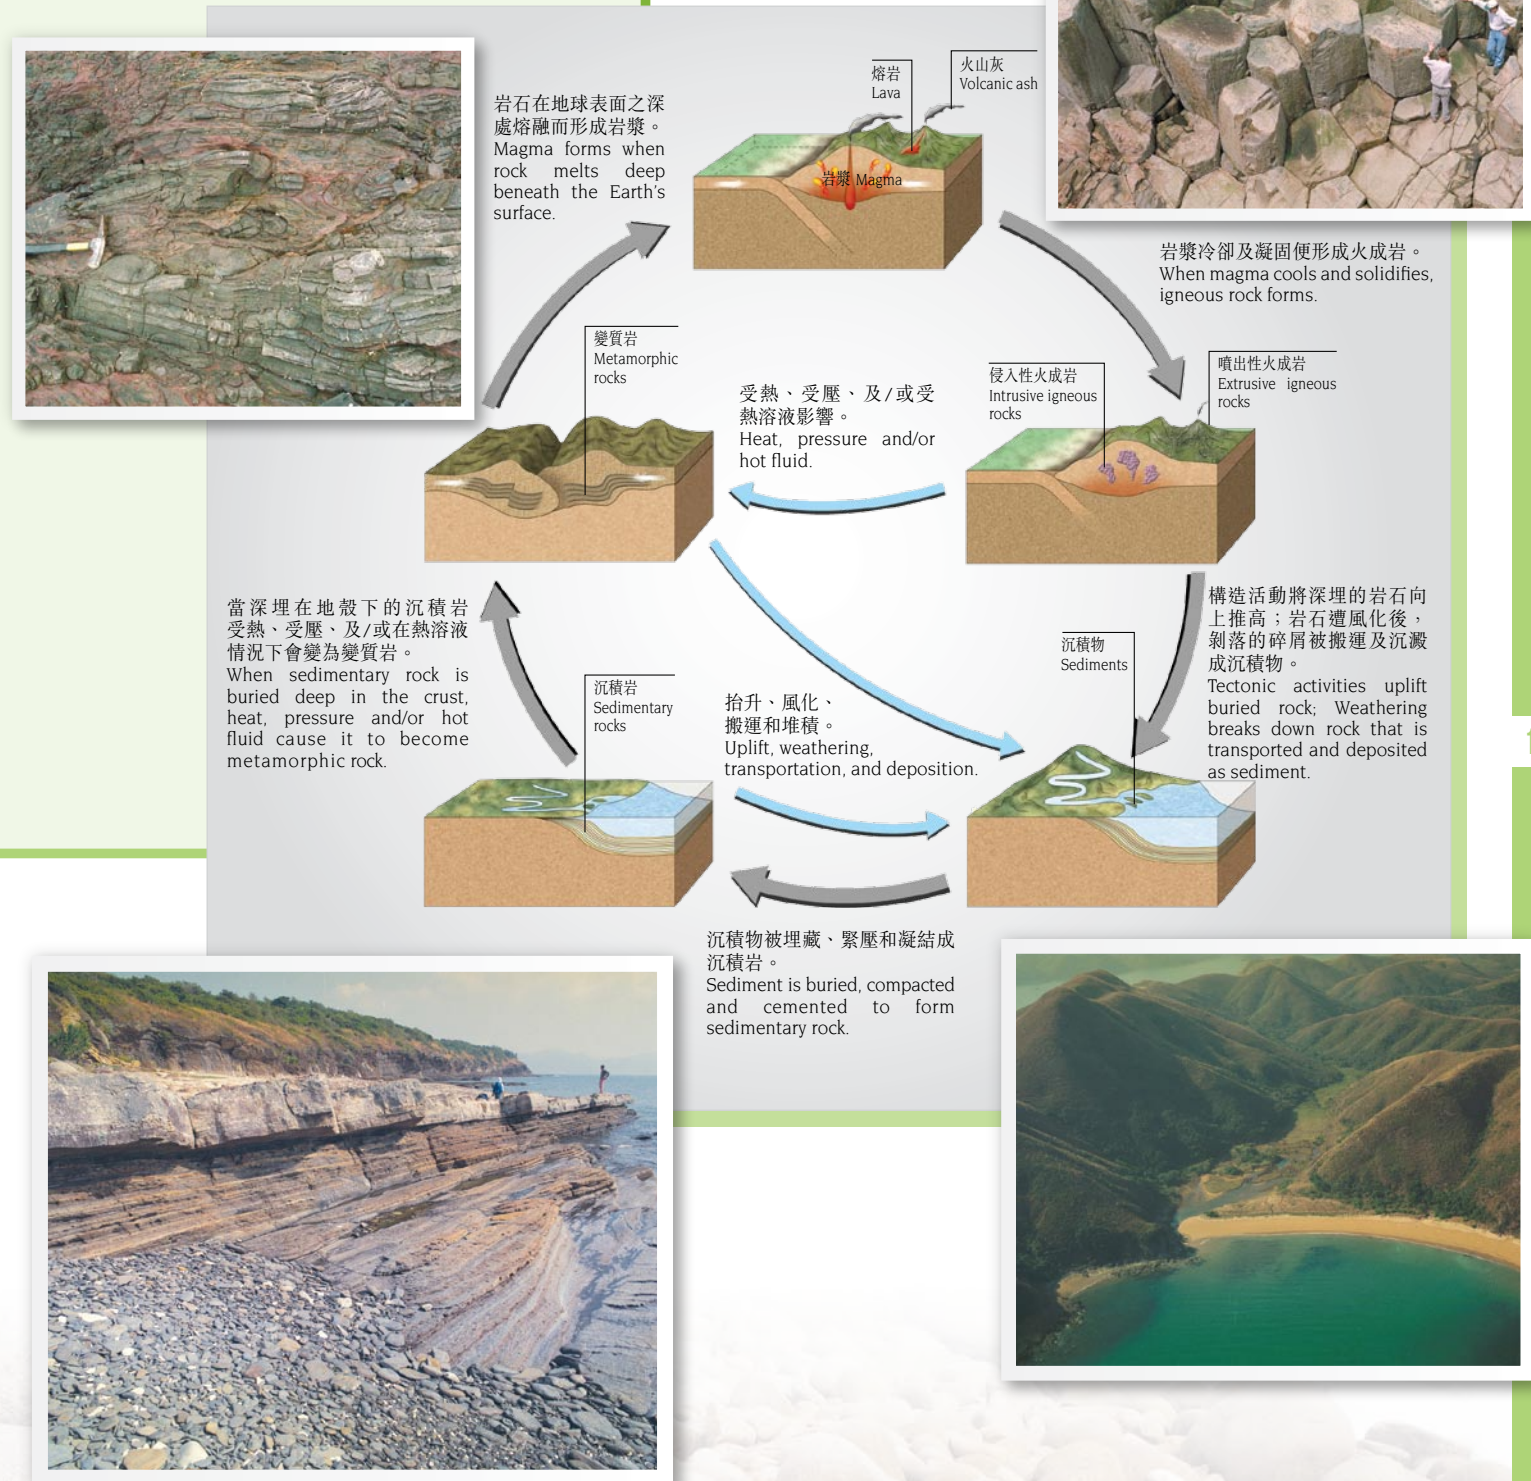 熔岩
Lava
火山灰
Volcanic ash
岩石在地球表面之深
處熔融而形成岩漿。
Magma forms when
rock melts deep
beneath the Earth's
surface.
岩漿 Magma
岩漿冷卻及凝固便形成火成岩。
When magma cools and solidifies,
igneous rock forms.
變質岩
Metamorphic
rocks
受熱、受壓、及/或受
熱溶液影響。
Heat, pressure and/or
hot fluid.
侵入性火成岩
Intrusive igneous
rocks
噴出性火成岩
Extrusive igneous
rocks
當深埋在地殼下的沉積岩
受熱、受壓、及/或在熱溶液
情況下會變為變質岩。
When sedimentary rock is
buried deep in the crust,
heat, pressure and/or hot
fluid cause it to become
metamorphic rock.
沉積岩
Sedimentary
rocks
抬升、風化、
搬運和堆積。
Uplift, weathering,
transportation, and deposition.
沉積物
Sediments
構造活動將深埋的岩石向
上推高；岩石遭風化後，
剝落的碎屑被搬運及沉澱
成沉積物。
Tectonic activities uplift
buried rock; Weathering
breaks down rock that is
transported and deposited
as sediment.
沉積物被埋藏、緊壓和凝結成
沉積岩。
Sediment is buried, compacted
and cemented to form
sedimentary rock.